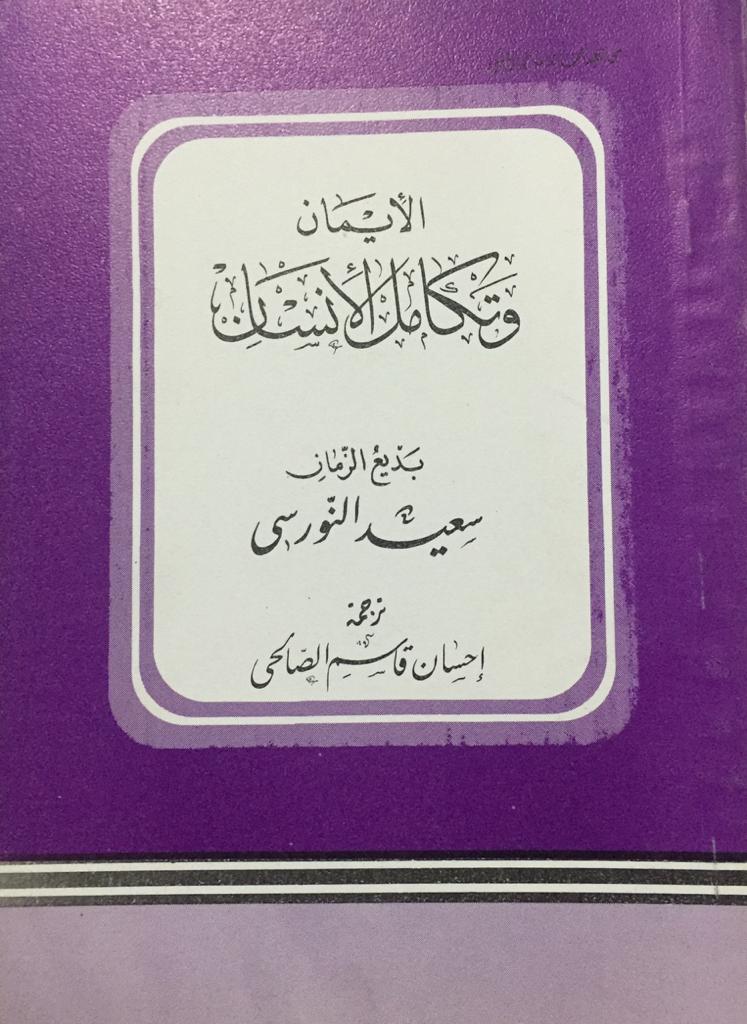 الأيمان
وتكامل الأنسان
بديع الزمان
سعيد النورسي
ترجمة
إحسان قاسم الصالحي